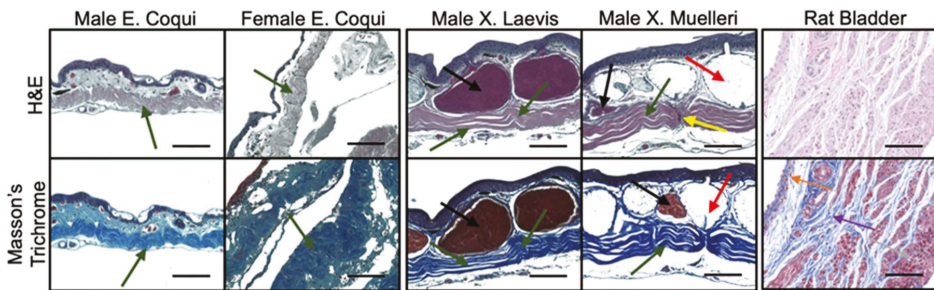 Male E. Coqui
Female E. Coqui
Male X. Laevis
Male X. Muelleri
Rat Bladder
H&E
Masson's
Trichrome